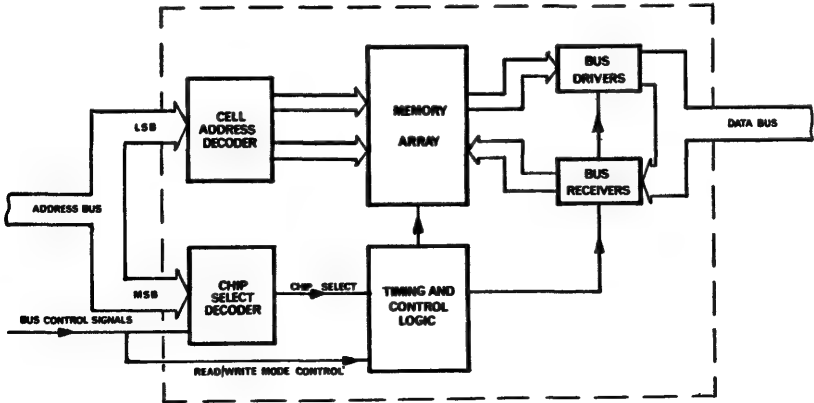 BUS
DRIVERS
CELL
ADDRESS
DECODER
MEMORY
ARRAY
LSB
DATA BUS
BUS
RECEIVERS
ADDRESS BUS
MSB
CHIP
SELECT
DECODER
CHIP SELECT
TIMING AND
CONTROL
LOGIC
BUS CONTROL SIGNALS
READ/WRITE MODE CONTROL